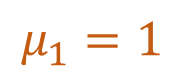 μ₁ = 1